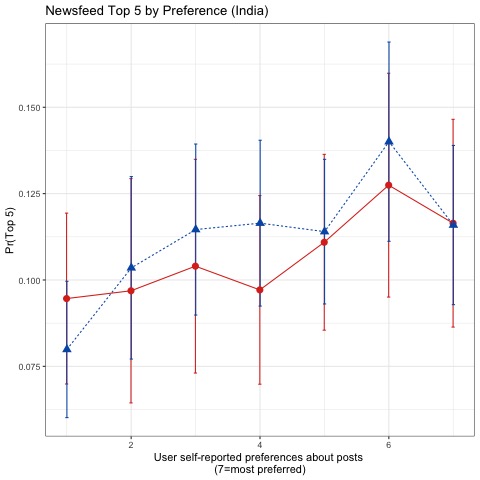 Newsfeed Top 5 by Preference (India)
0.150
0.125
0.100
0.075
Pr(Top 5)
2 4 6
User self-reported preferences about posts
(7=most preferred)